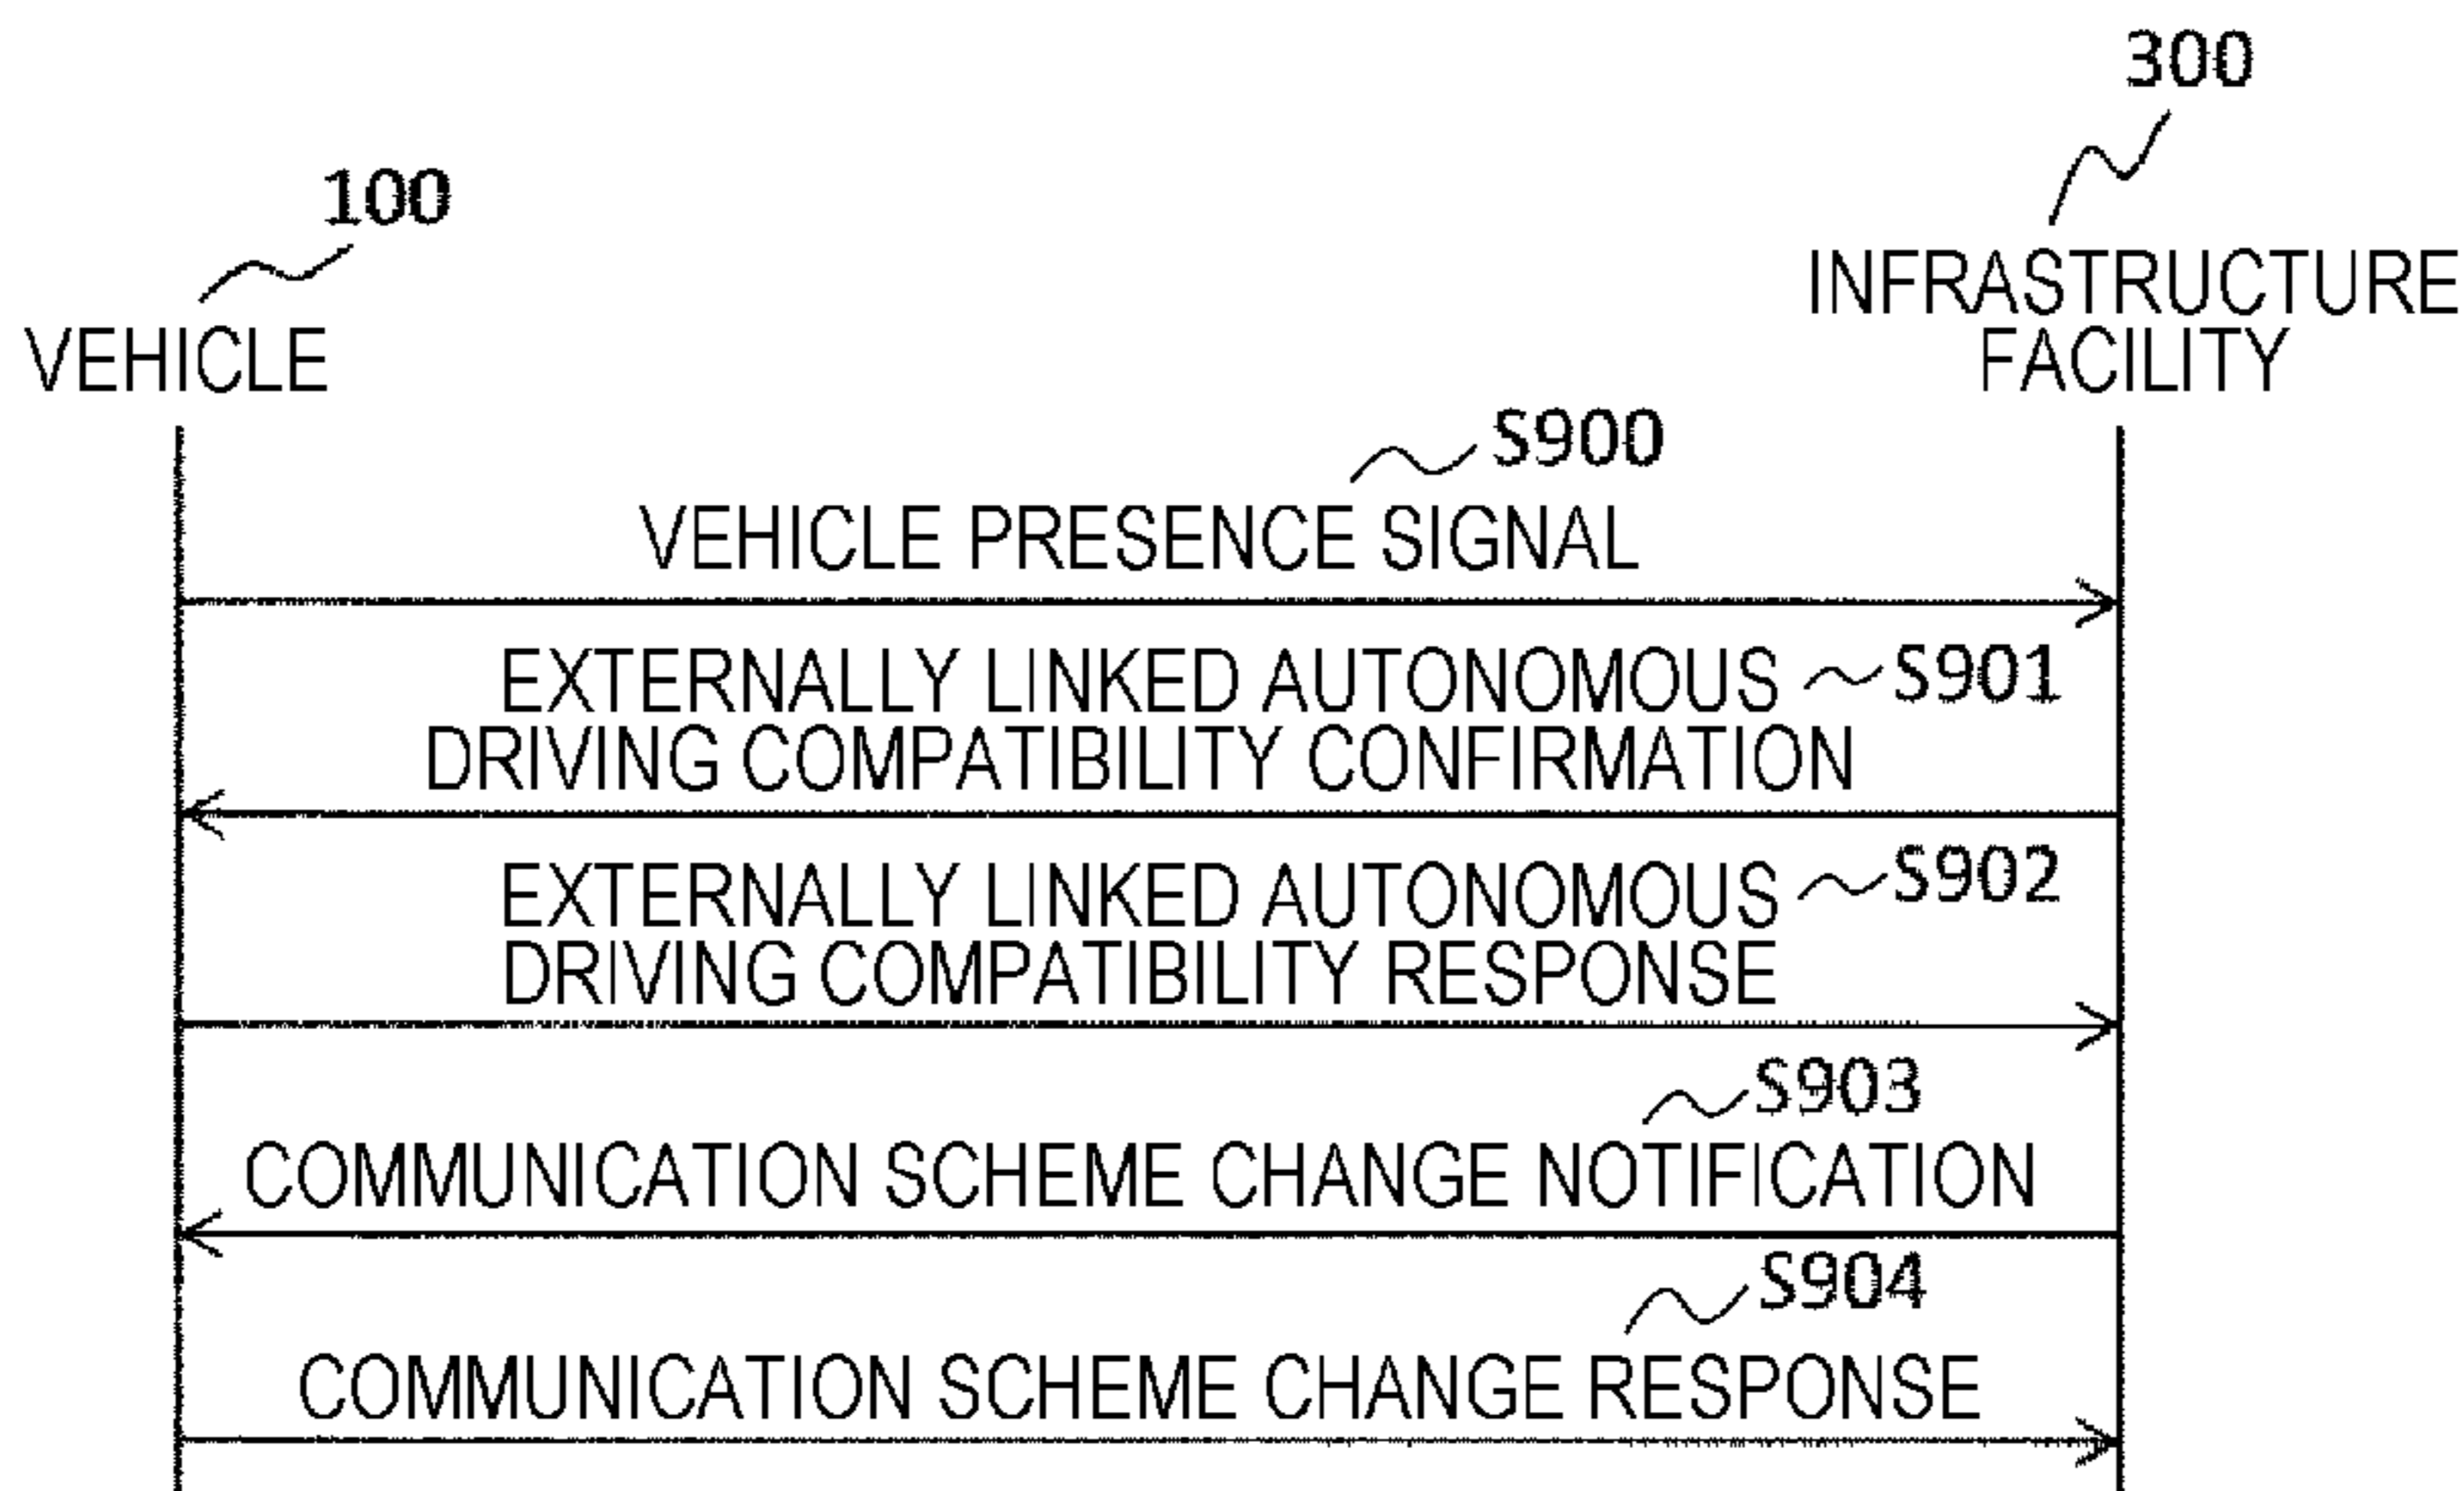 300
100
INFRASTRUCTURE
FACILITY
VEHICLE
S900
VEHICLE PRESENCE SIGNAL
EXTERNALLY LINKED AUTONOMOUS S901
DRIVING COMPATIBILITY CONFIRMATION
EXTERNALLY LINKED AUTONOMOUS S902
DRIVING COMPATIBILITY RESPONSE
S903
COMMUNICATION SCHEME CHANGE NOTIFICATION
S904
COMMUNICATION SCHEME CHANGE RESPONSE